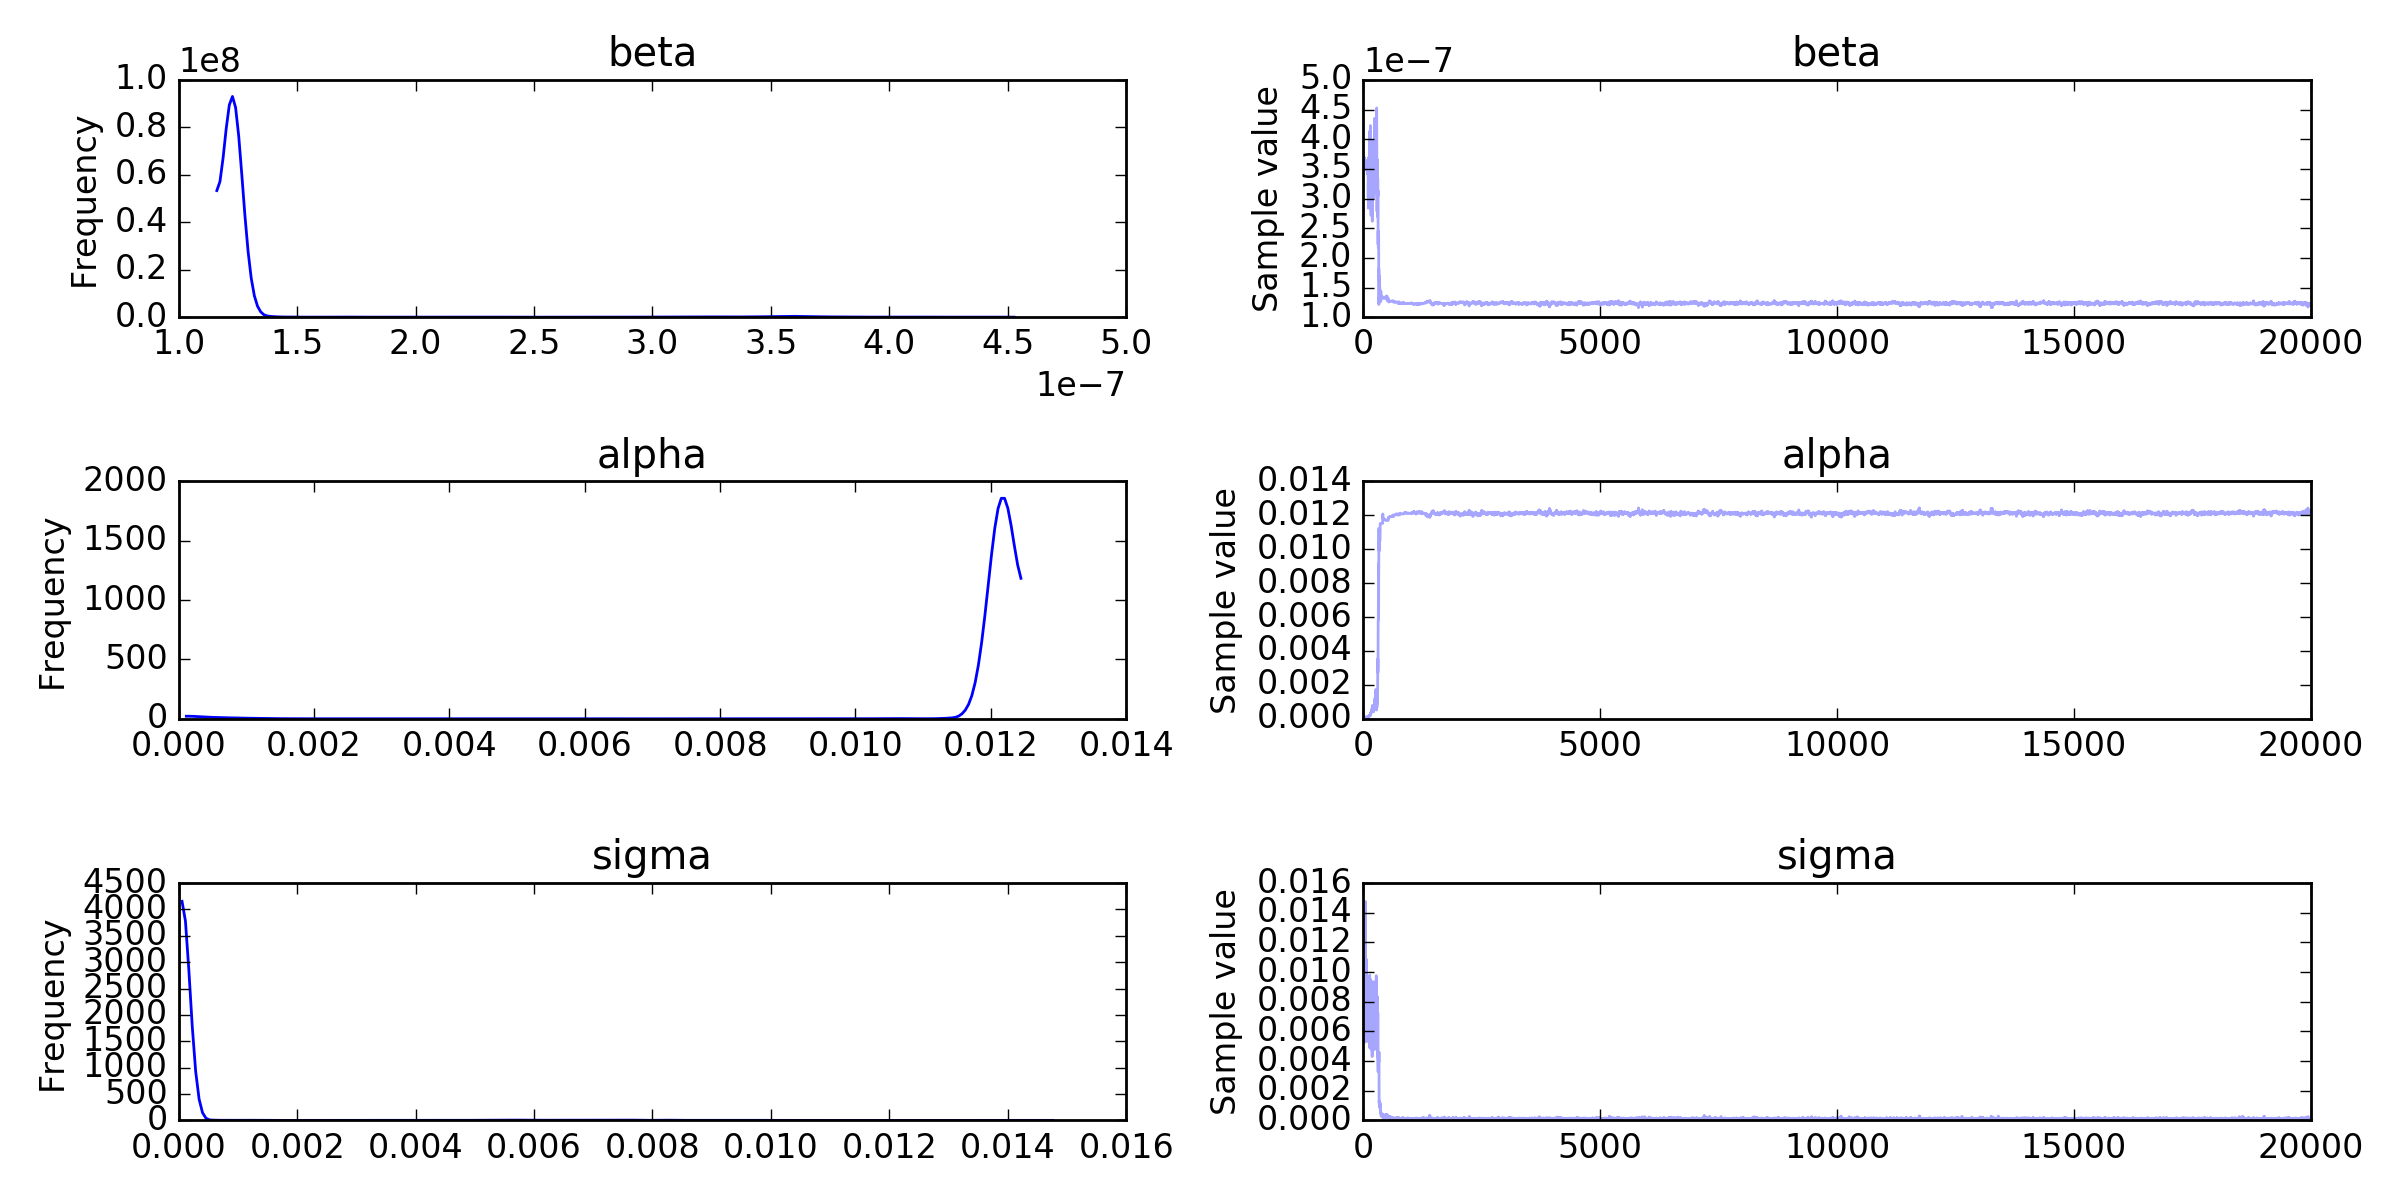 beta
1e8
1.0
0.8
0.6
0.4
0.2
0.0
Frequency
1.0 1.5 2.0 2.5 3.0 3.5 4.0 4.5 5.0
1e−7
beta
1e−7
5.0
4.5
4.0
3.5
3.0
2.5
2.0
1.5
1.0
Sample value
0 5000 10000 15000 20000
alpha
2000
1500
1000
500
0
Frequency
0.000 0.002 0.004 0.006 0.008 0.010 0.012 0.014
alpha
0.014
0.012
0.010
0.008
0.006
0.004
0.002
0.000
Sample value
0 5000 10000 15000 20000
sigma
4500
4000
3500
3000
2500
2000
1500
1000
500
0
Frequency
0.000 0.002 0.004 0.006 0.008 0.010 0.012 0.014 0.016
sigma
0.016
0.014
0.012
0.010
0.008
0.006
0.004
0.002
0.000
Sample value
0 5000 10000 15000 20000